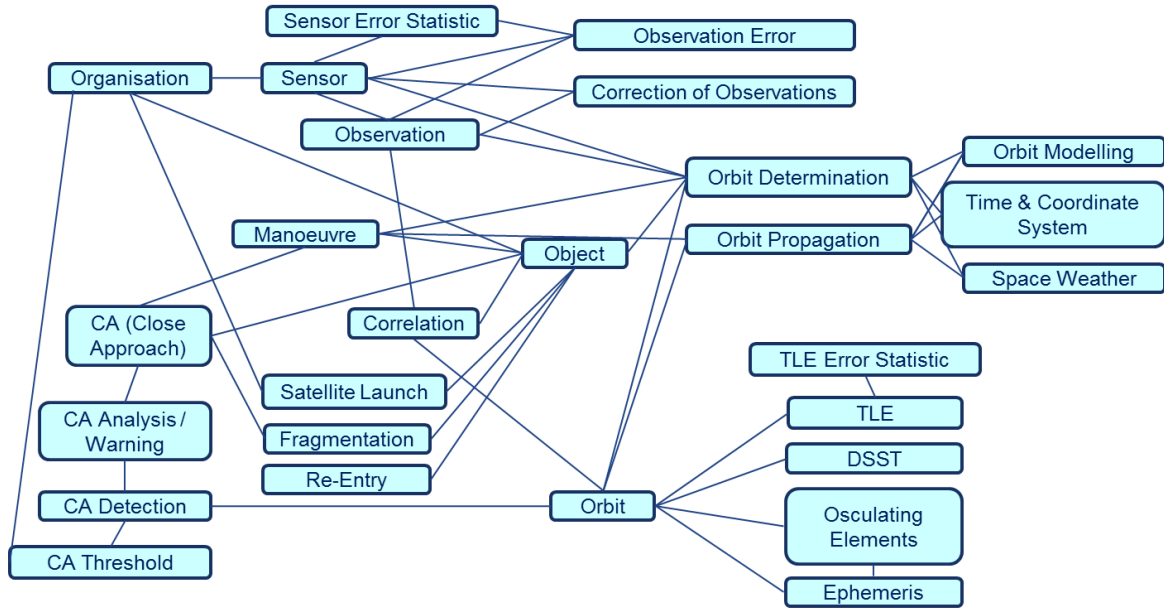 Sensor Error Statistic
Observation Error
Organisation
Sensor
Correction of Observations
Observation
Orbit Modelling
Orbit Determination
Time & Coordinate
System
Manoeuvre
Orbit Propagation
Object
Space Weather
CA (Close
Approach)
Correlation
TLE Error Statistic
Satellite Launch
TLE
CA Analysis /
Warning
Fragmentation
DSST
Re-Entry
CA Detection
Orbit
Osculating
Elements
CA Threshold
Ephemeris